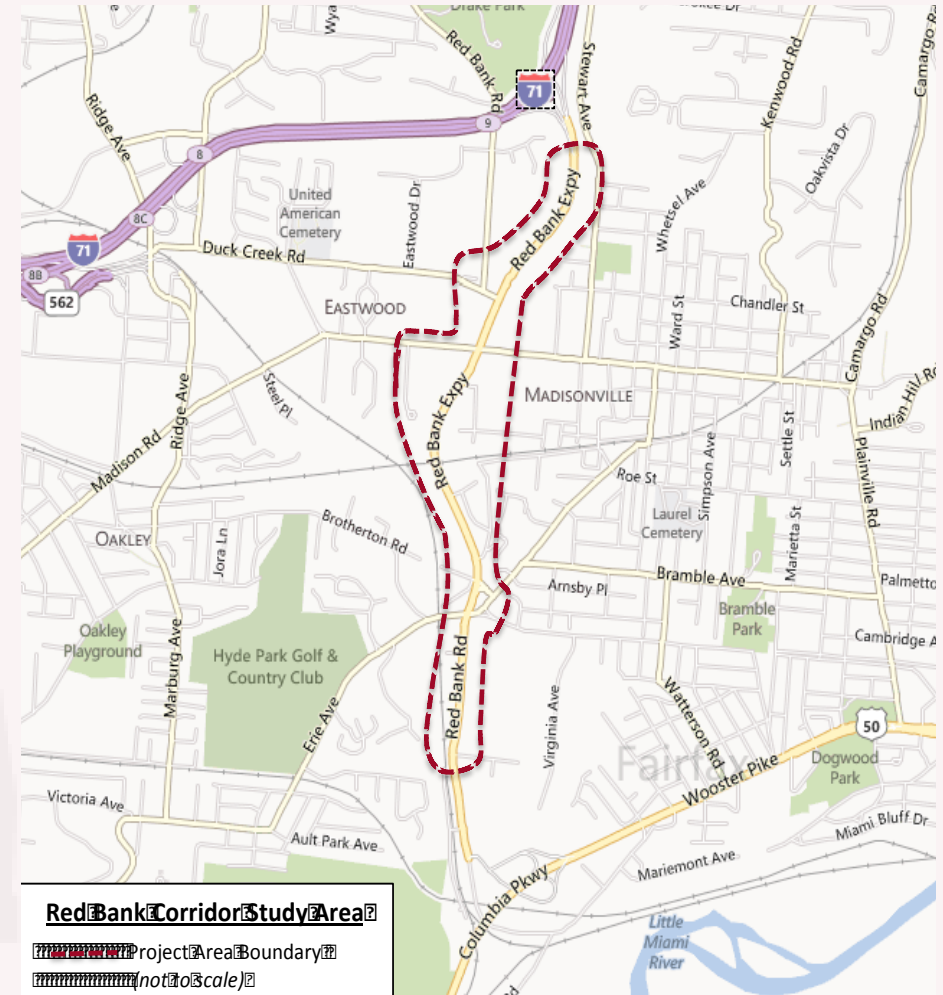 Drake Park
Red Bank Rd
Stewart Ave
Kenwood Rd
Camargo Rd
71
9
Ridge Ave
8
Oakvista Dr
United
American
Cemetery
Eastwood Dr
Red Bank Expy
Whetsel Ave
8C
71
Duck Creek Rd
8B
562
EASTWOOD
Ward St
Chandler St
Camargo Rd
Steel Pl
Ridge Ave
Red Bank Expy
MADISONVILLE
Indian Hill Rd
Madison Rd
Settle St
Simpson Ave
Plainville Rd
Roe St
Laurel
Cemetery
Brotherton Rd
OAKLEY
Jora Ln
Marietta St
Arnsby Pl
Bramble Ave
Palmetto
Bramble
Park
Oakley
Playground
Marburg Ave
Hyde Park Golf &
Country Club
Red Bank Rd
Cambridge A
Erie Ave
Virginia Ave
Watterson Rd
50
Fairfax
Wooster Pike
Dogwood
Park
Victoria Ave
Ault Park Ave
Miami Bluff Dr
Mariemont Ave
Columbia Pkwy
Little
Miami
River
Red Bank Corridor Study Area
Project Area Boundary
(not to scale)